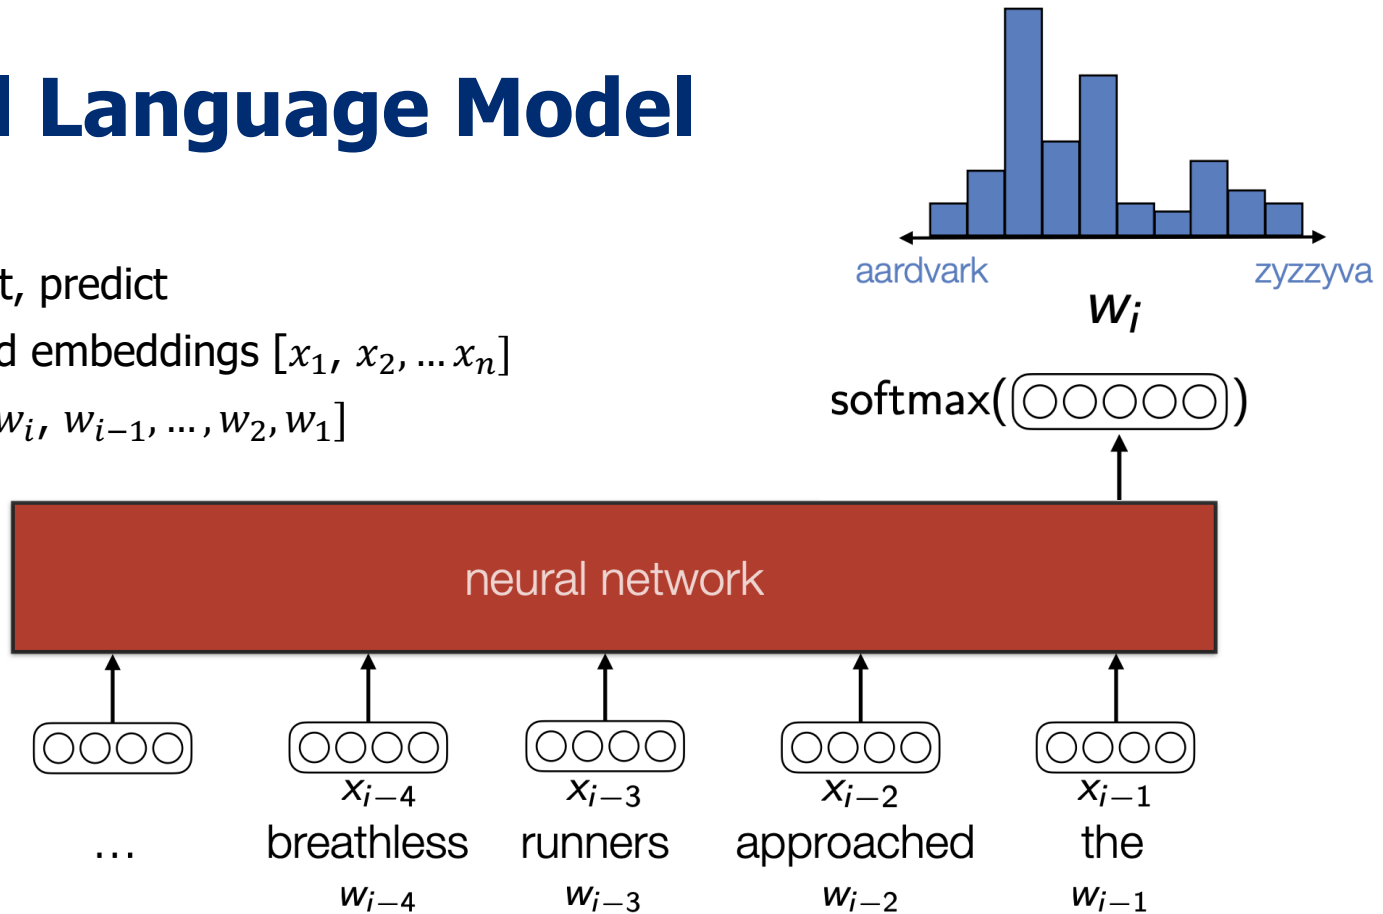 l Language Model
t, predict
d embeddings [x₁, x₂, ... xₙ]
wᵢ, wᵢ₋₁, ... , w₂, w₁]
aardvark zyzzyva
wᵢ
softmax( )
neural network
xᵢ₋₄ xᵢ₋₃ xᵢ₋₂ xᵢ₋₁
... breathless runners approached the
wᵢ₋₄ wᵢ₋₃ wᵢ₋₂ wᵢ₋₁